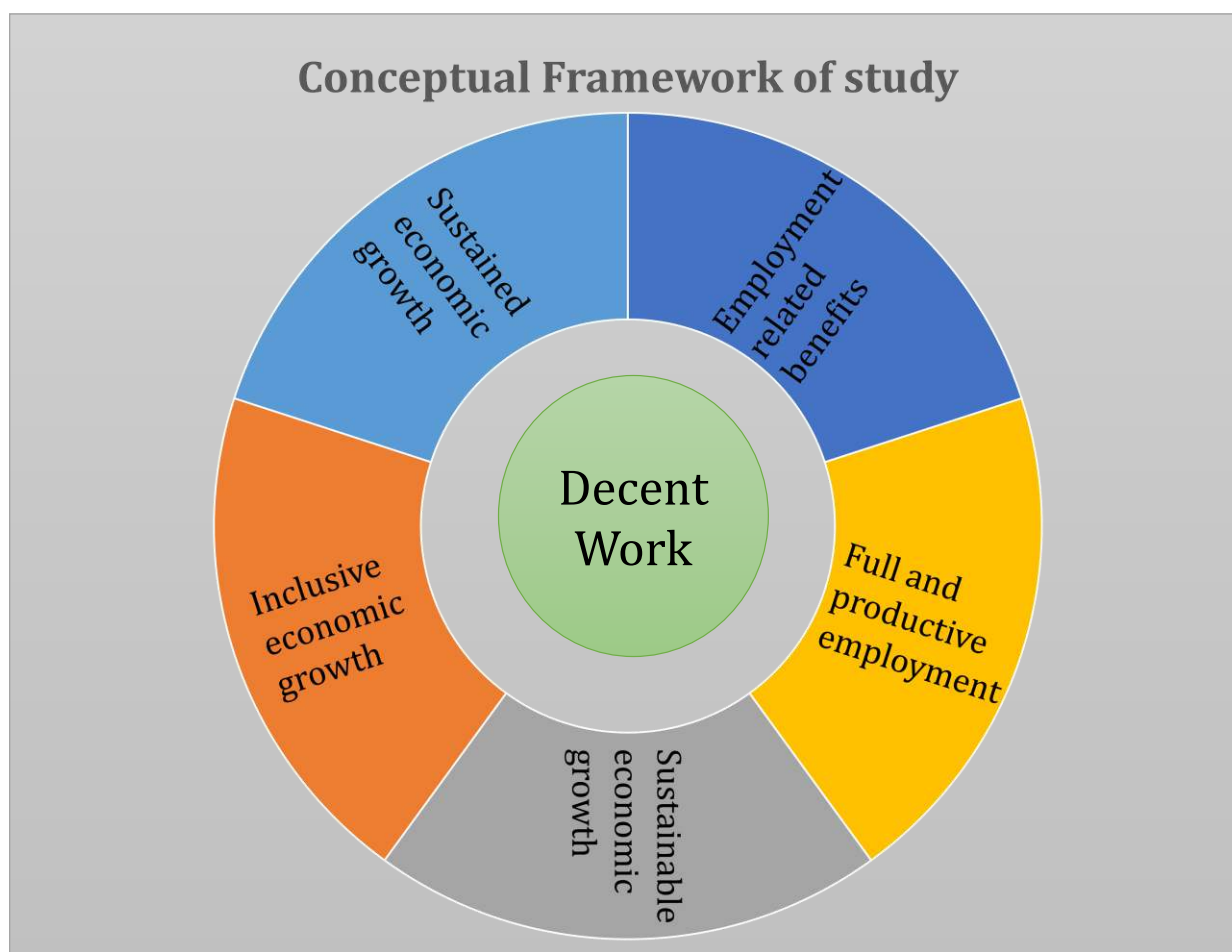 Conceptual Framework of study
Employment
related
benefits
Full and
productive
employment
Sustainable
economic
growth
Inclusive
economic
growth
Sustained
economic
growth
Decent
Work